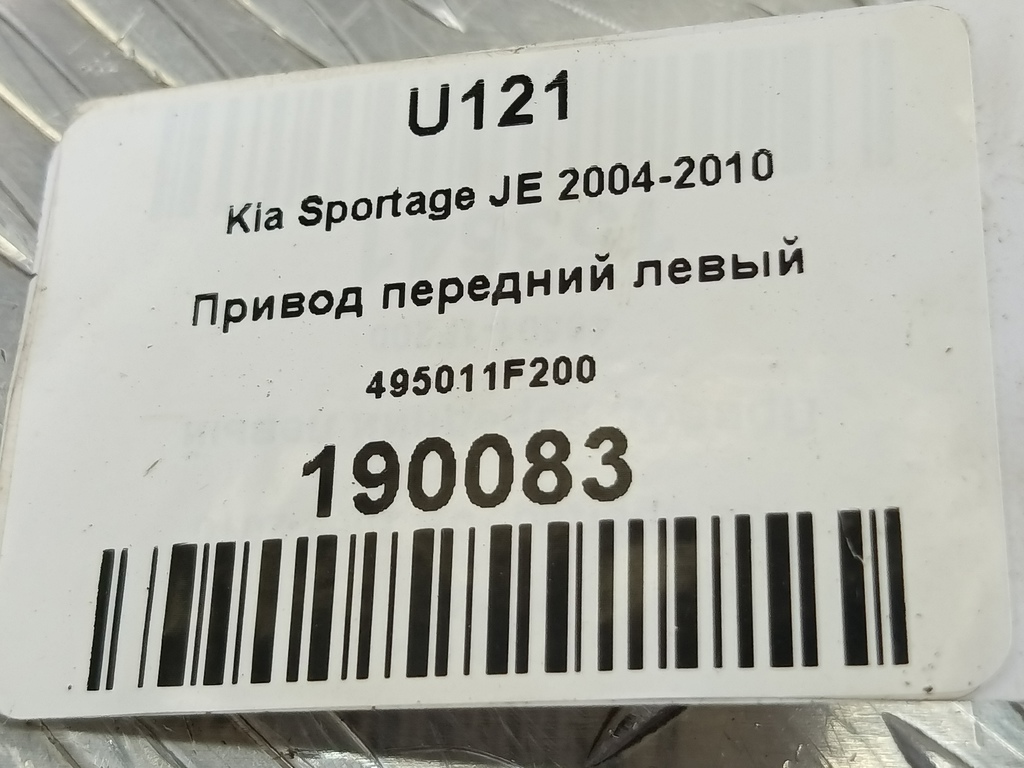 U121
Kia Sportage JE 2004-2010
Привод передний левый
495011F200
190083